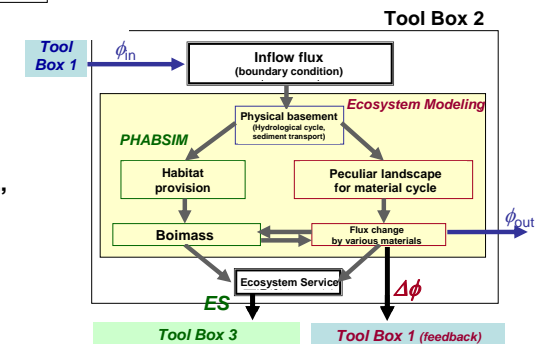 Tool Box 2
Tool
Box 1
ϕin
Inflow flux
(boundary condition)
Ecosystem Modeling
Physical basement
(Hydrological cycle,
sediment transport)
PHABSIM
Habitat
provision
Peculiar landscape
for material cycle
,
ϕout
Boimass
Flux change
by various materials
Ecosystem Service
Δϕ
ES
Tool Box 3
Tool Box 1 (feedback)